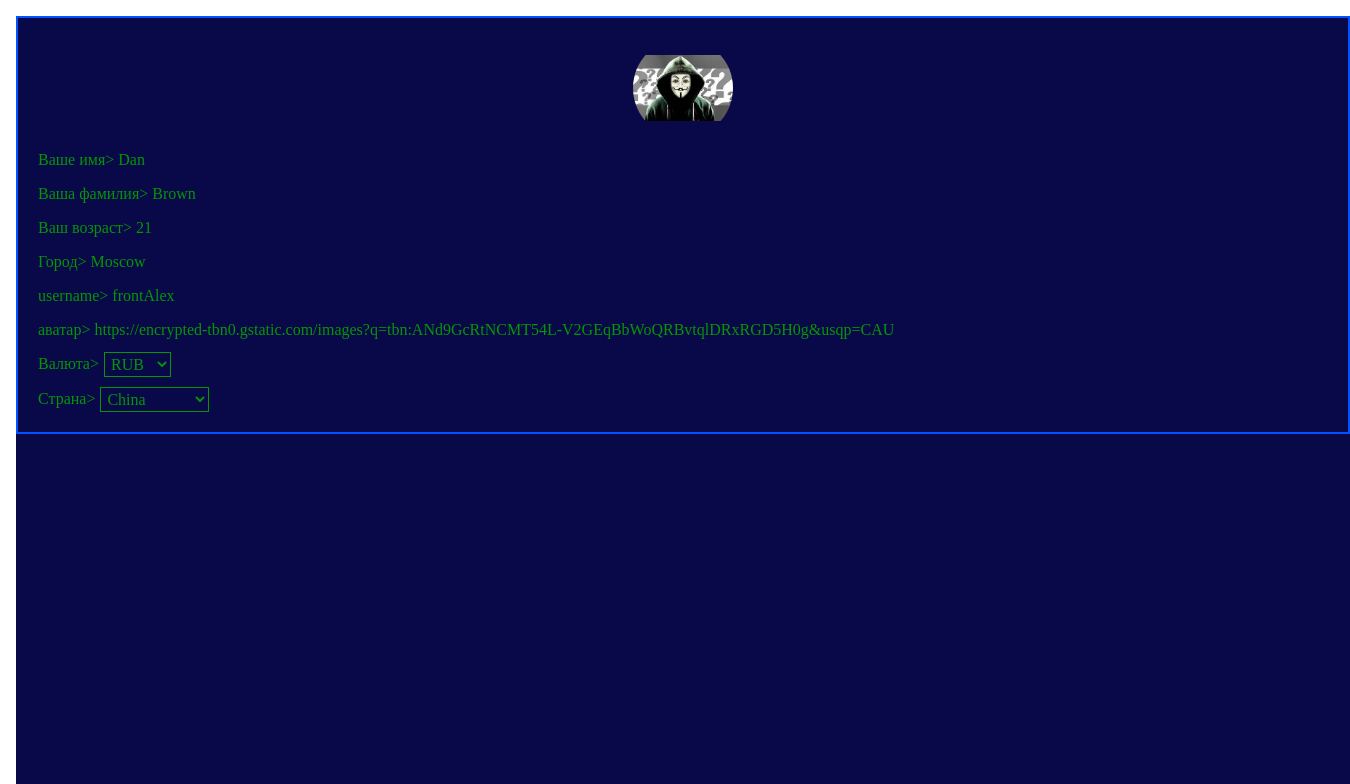 Ваше имя> Dan
Ваша фамилия> Brown
Ваш возраст> 21
Город> Moscow
username> frontAlex
аватар> https://encrypted-tbn0.gstatic.com/images?q=tbn:ANd9GcRtNCMT54L-V2GEqBbWoQRBvtqlDRxRGD5H0g&usqp=CAU
Валюта> RUB
Страна> China